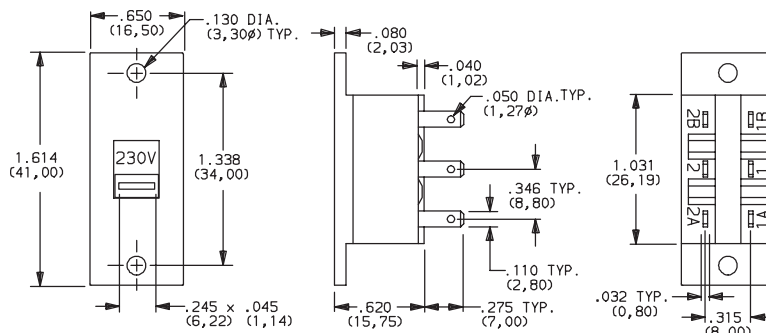 .650
(16,50)
.130 DIA.
(3,30ø) TYP.
1.614
(41,00)
230V
1.338
(34,00)
.245 x .045
(6,22) (1,14)
.080
(2,03)
.040
(1,02)
.050 DIA.TYP.
(1,27ø)
.346 TYP.
(8,80)
.110 TYP.
(2,80)
.620
(15,75)
.275 TYP.
(7,00)
1.031
(26,19)
2B
1B
2
1
2A
1A
.032 TYP.
(0,80)
.315
(8,00)